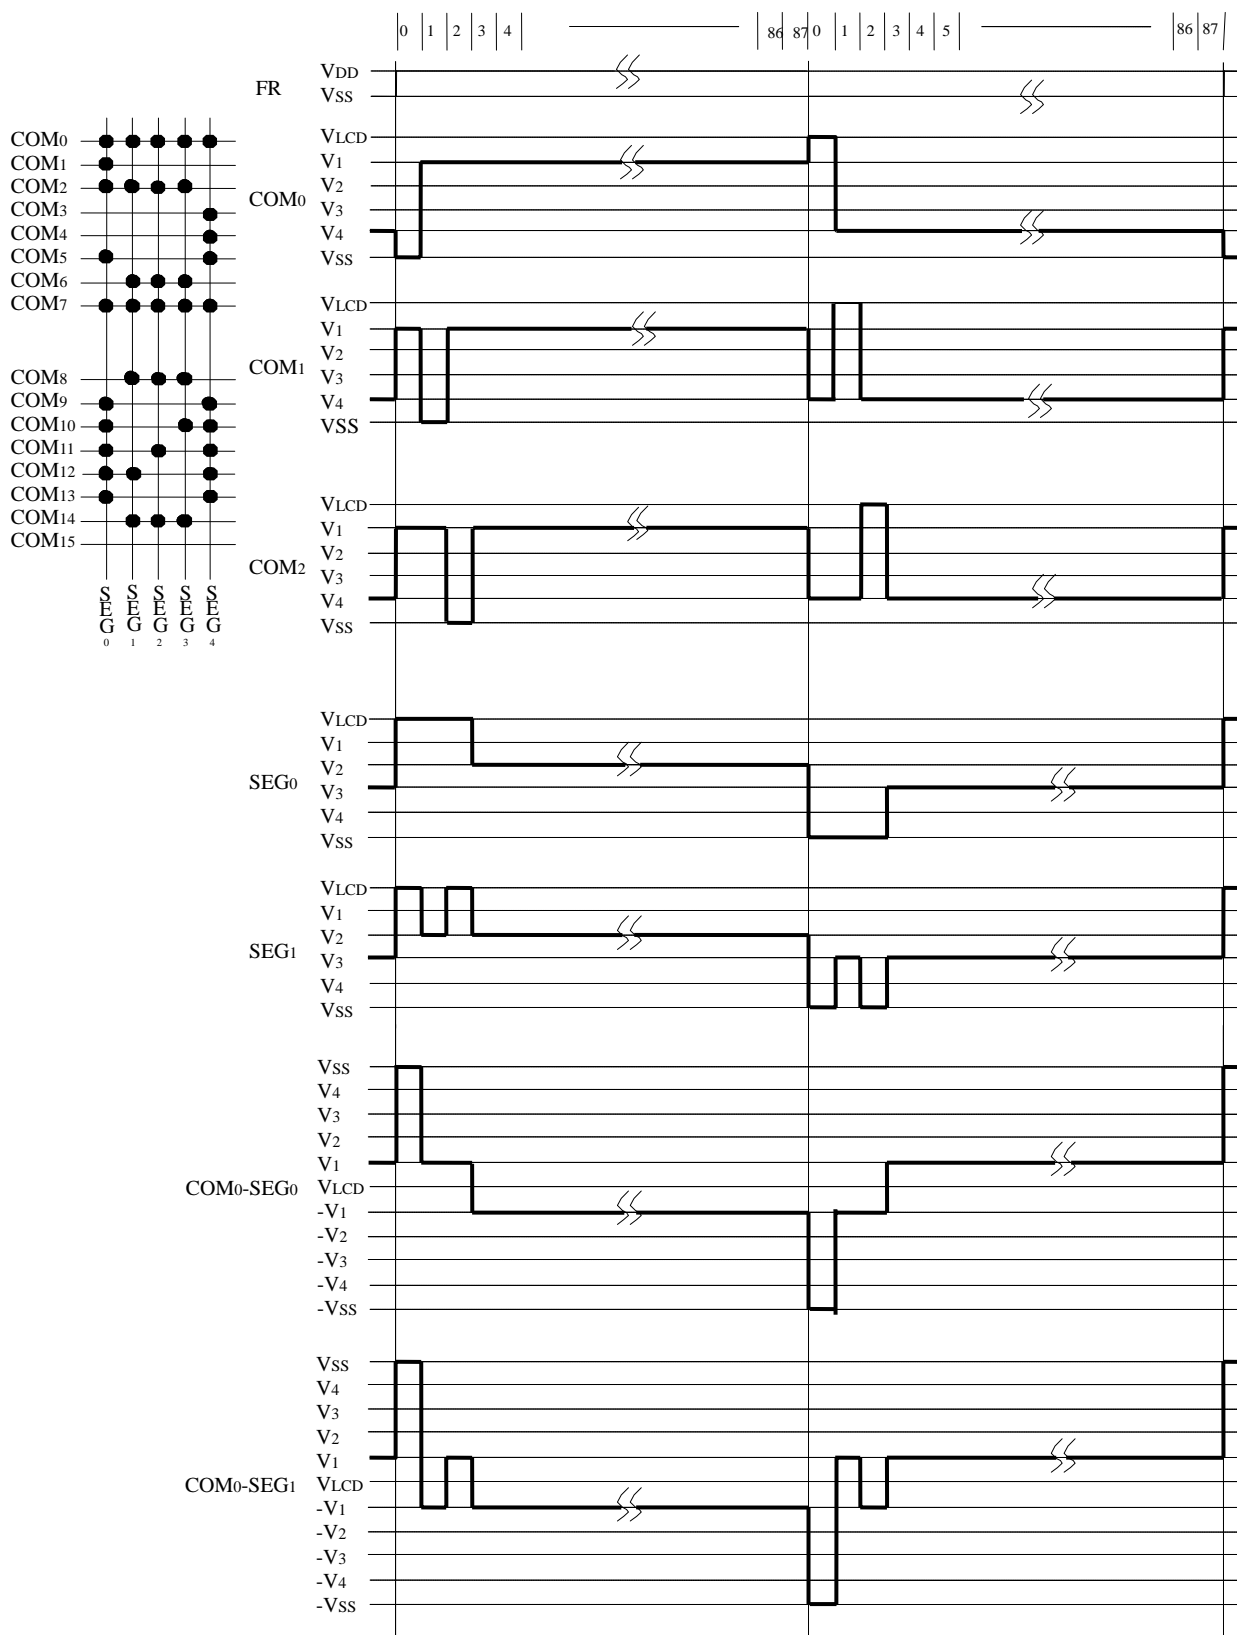 0 1 2 3 4 86 87 0 1 2 3 4 5 86 87
FR
VDD
VSS
COM0
COM1
COM2
COM3
COM4
COM5
COM6
COM7
COM8
COM9
COM10
COM11
COM12
COM13
COM14
COM15
SEG0 SEG1 SEG2 SEG3 SEG4
COM0
VLCD
V1
V2
V3
V4
VSS
COM1
VLCD
V1
V2
V3
V4
VSS
COM2
VLCD
V1
V2
V3
V4
VSS
SEG0
VLCD
V1
V2
V3
V4
VSS
SEG1
VLCD
V1
V2
V3
V4
VSS
COM0-SEG0
VSS
V4
V3
V2
V1
VLCD
-V1
-V2
-V3
-V4
-VSS
COM0-SEG1
VSS
V4
V3
V2
V1
VLCD
-V1
-V2
-V3
-V4
-VSS